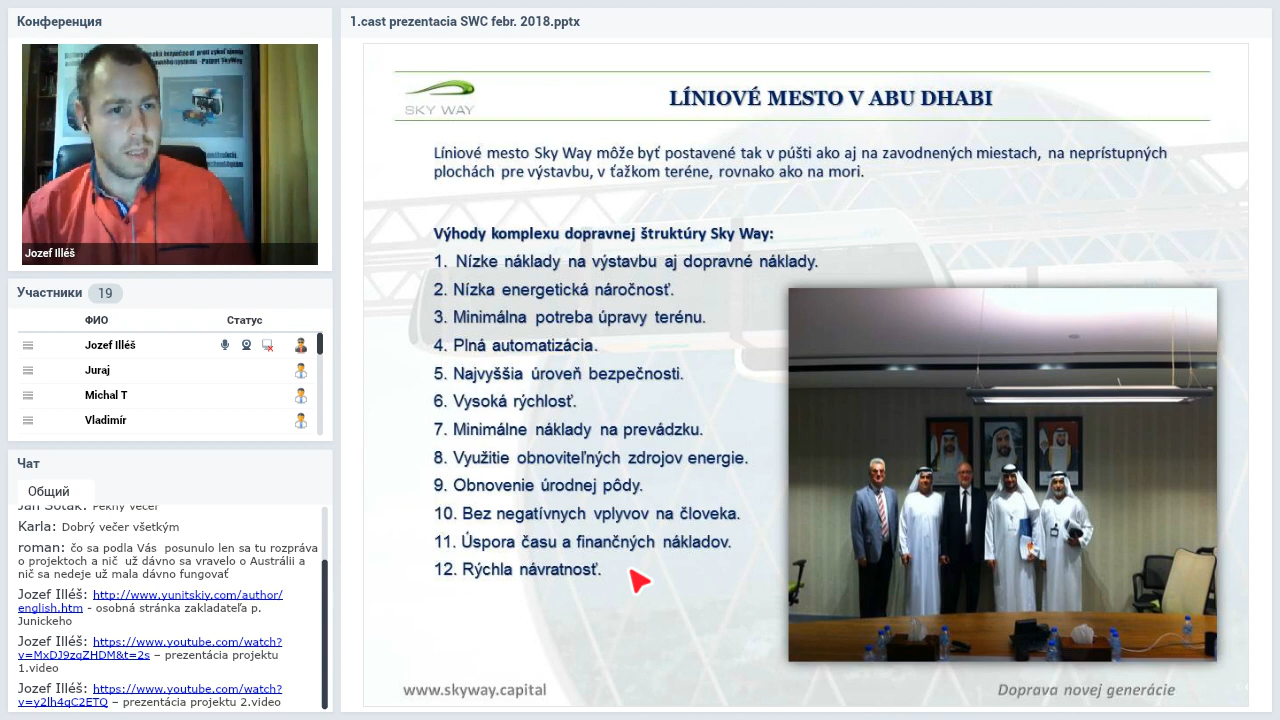 Конференция
Jozef Illéš
Участники 19
ФИО Статус
Jozef Illéš
Juraj
Michal T
Vladimír
Чат
Общий
Ján Soták: Pekný večer
Karla: Dobrý večer všetkým
roman: čo sa podla Vás posunulo len sa tu rozpráva
o projektoch a nič už dávno sa vravelo o Austrálii a
nič sa nedeje už mala dávno fungovať
Jozef Illéš: http://www.yunitskiy.com/author/
english.htm - osobná stránka zakladateľa p.
Junickeho
Jozef Illéš: https://www.youtube.com/watch?
v=MxDJ9zqZHDM&t=2s – prezentácia projektu
1.video
Jozef Illéš: https://www.youtube.com/watch?
v=y2lh4qC2ETQ – prezentácia projektu 2.video
1.cast prezentacia SWC febr. 2018.pptx
SKY WAY
LÍNIOVÉ MESTO V ABU DHABI
Líniové mesto Sky Way môže byť postavené tak v púšti ako aj na zavodnených miestach, na neprístupných
plochách pre výstavbu, v ťažkom teréne, rovnako ako na mori.
Výhody komplexu dopravnej štruktúry Sky Way:
1. Nízke náklady na výstavbu aj dopravné náklady.
2. Nízka energetická náročnosť.
3. Minimálna potreba úpravy terénu.
4. Plná automatizácia.
5. Najvyššia úroveň bezpečnosti.
6. Vysoká rýchlosť.
7. Minimálne náklady na prevádzku.
8. Využitie obnoviteľných zdrojov energie.
9. Obnovenie úrodnej pôdy.
10. Bez negatívnych vplyvov na človeka.
11. Úspora času a finančných nákladov.
12. Rýchla návratnosť.
www.skyway.capital
Doprava novej generácie